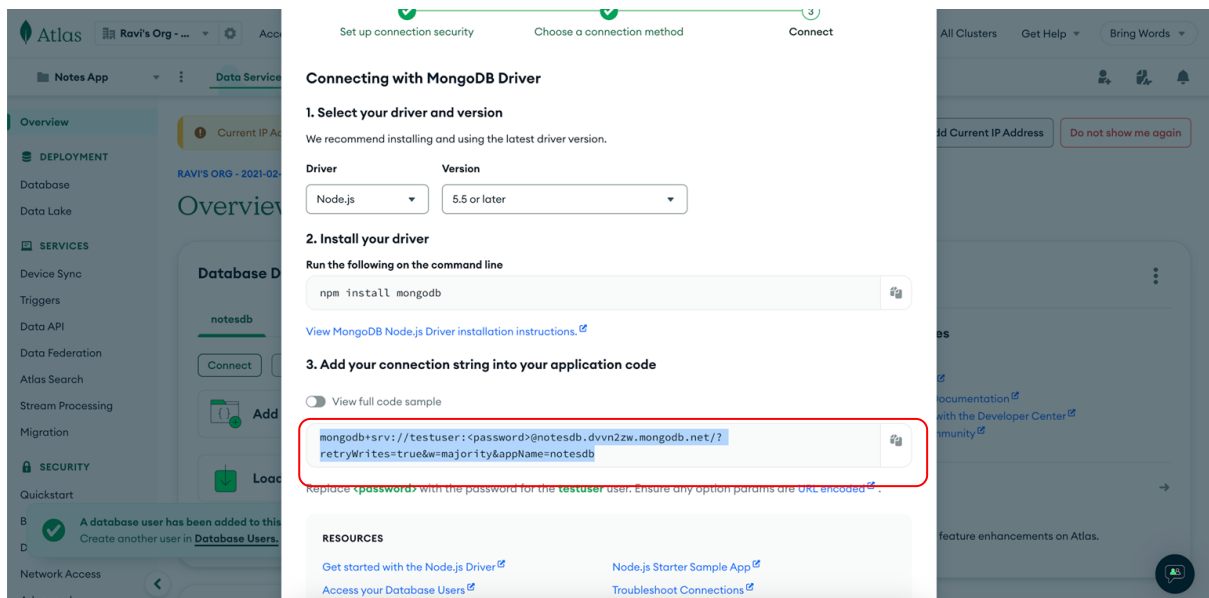 Atlas
Ravi's Org - ...
Acc
All Clusters
Get Help
Bring Words
Notes App
Data Service
Overview
DEPLOYMENT
Database
Data Lake
SERVICES
Device Sync
Triggers
Data API
Data Federation
Atlas Search
Stream Processing
Migration
SECURITY
Quickstart
B
D
Network Access
Current IP Ad
RAVI'S ORG - 2021-02-
Overview
Database D
notesdb
Connect
Add
Load
A database user has been added to this
Create another user in Database Users.
3
Set up connection security
Choose a connection method
Connect
Connecting with MongoDB Driver
1. Select your driver and version
We recommend installing and using the latest driver version.
Driver
Version
Node.js
5.5 or later
2. Install your driver
Run the following on the command line
npm install mongodb
View MongoDB Node.js Driver installation instructions.
3. Add your connection string into your application code
View full code sample
mongodb+srv://testuser:<password>@notesdb.dvvn2zw.mongodb.net/?
retryWrites=true&w=majority&appName=notesdb
Replace <password> with the password for the testuser user. Ensure any option params are URL encoded.
RESOURCES
Get started with the Node.js Driver
Node.js Starter Sample App
Access your Database Users
Troubleshoot Connections
dd Current IP Address
Do not show me again
es
ocumentation
with the Developer Center
munity
feature enhancements on Atlas.